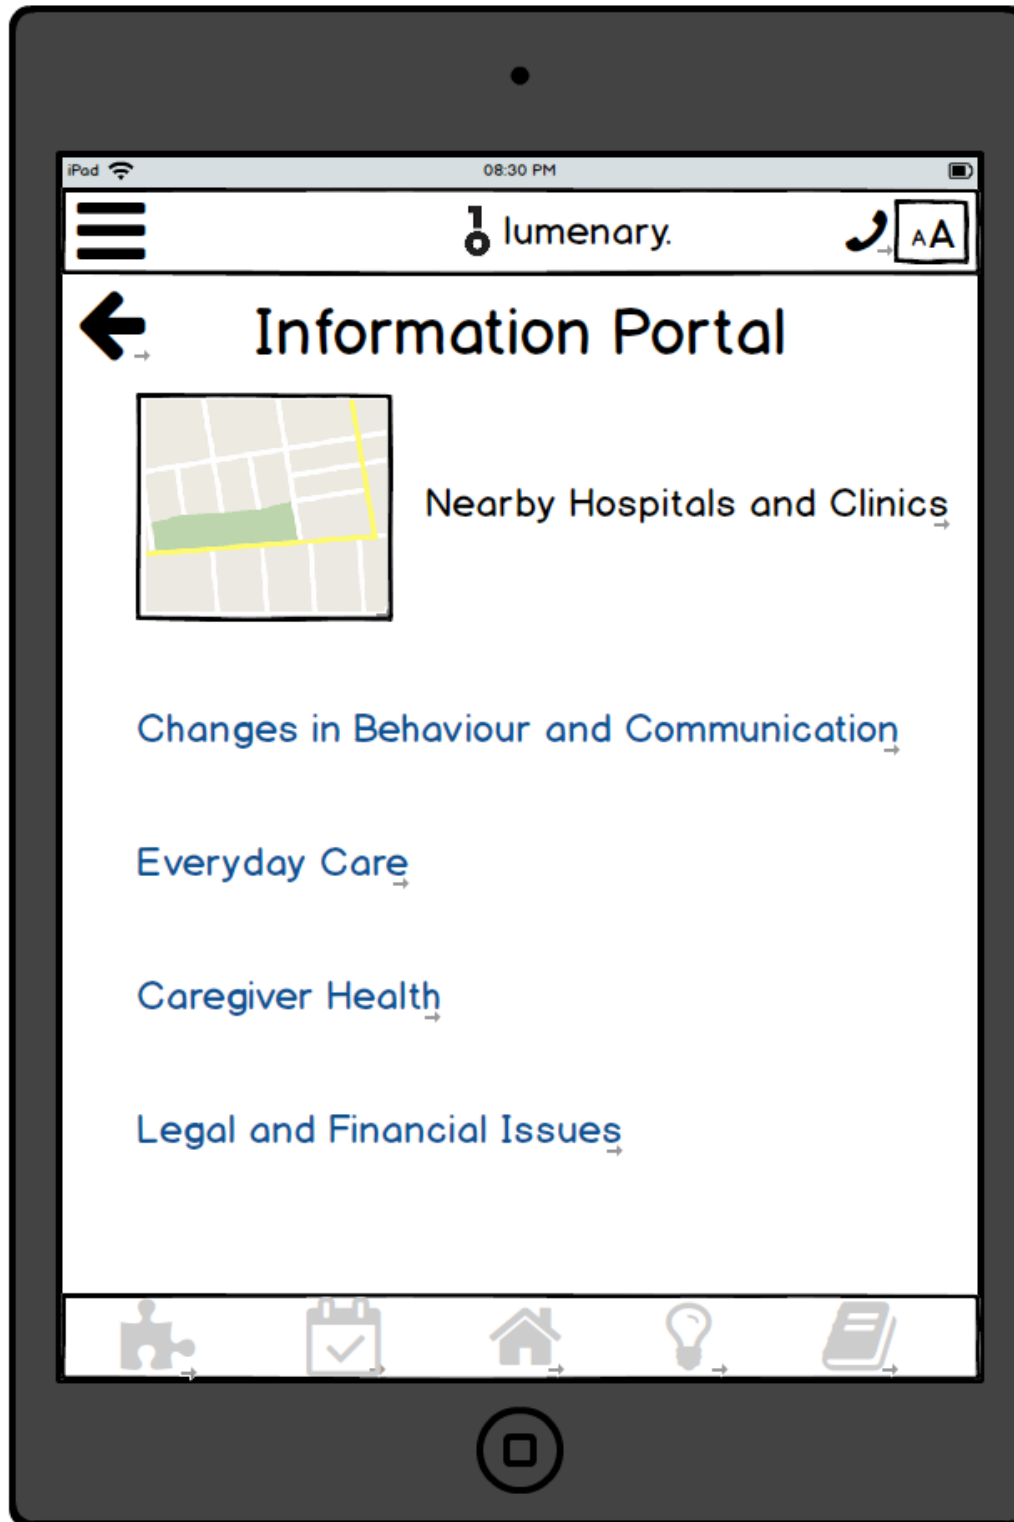 iPad 08:30 PM
lumenary. AA
Information Portal
Nearby Hospitals and Clinics
Changes in Behaviour and Communication
Everyday Care
Caregiver Health
Legal and Financial Issues